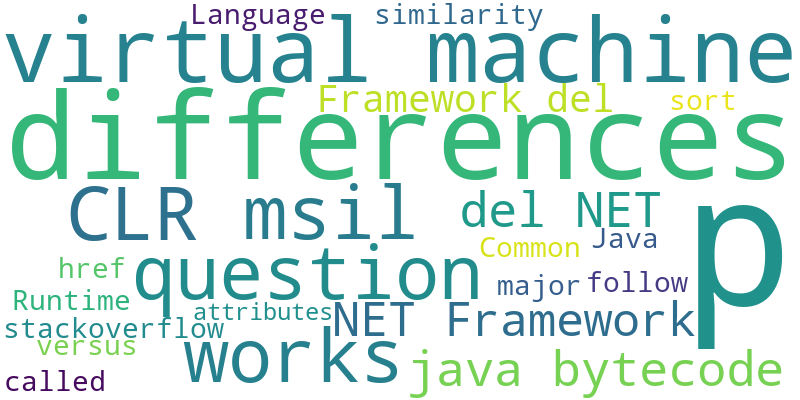 Language similarity
virtual machine
Framework del sort
differences
CLR msil del NET p
Common Java
href question major follow
Runtime attributes NET Framework
stackoverflow
versus works java bytecode
called